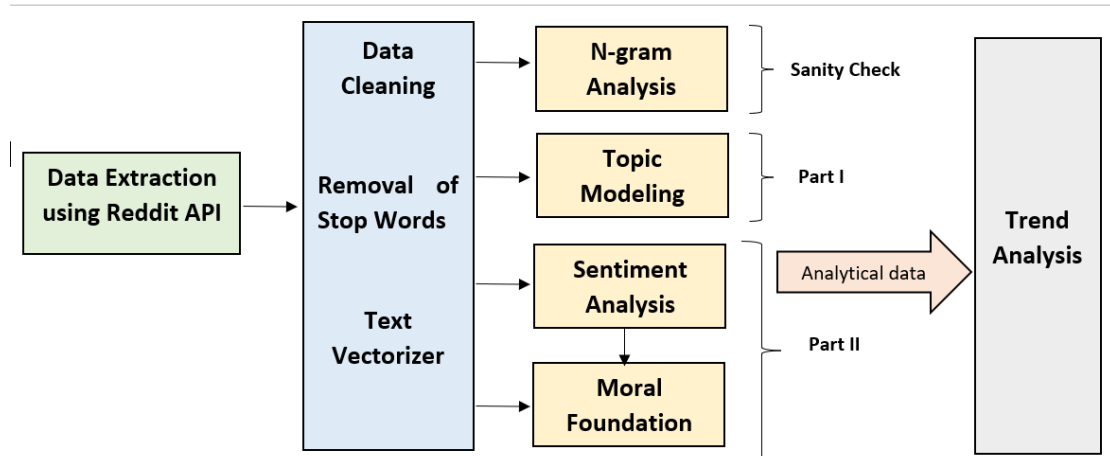 Data Extraction
using Reddit API
Data
Cleaning
Removal of
Stop Words
Text
Vectorizer
N-gram
Analysis
Topic
Modeling
Sentiment
Analysis
Moral
Foundation
Sanity Check
Part I
Part II
Analytical data
Trend
Analysis